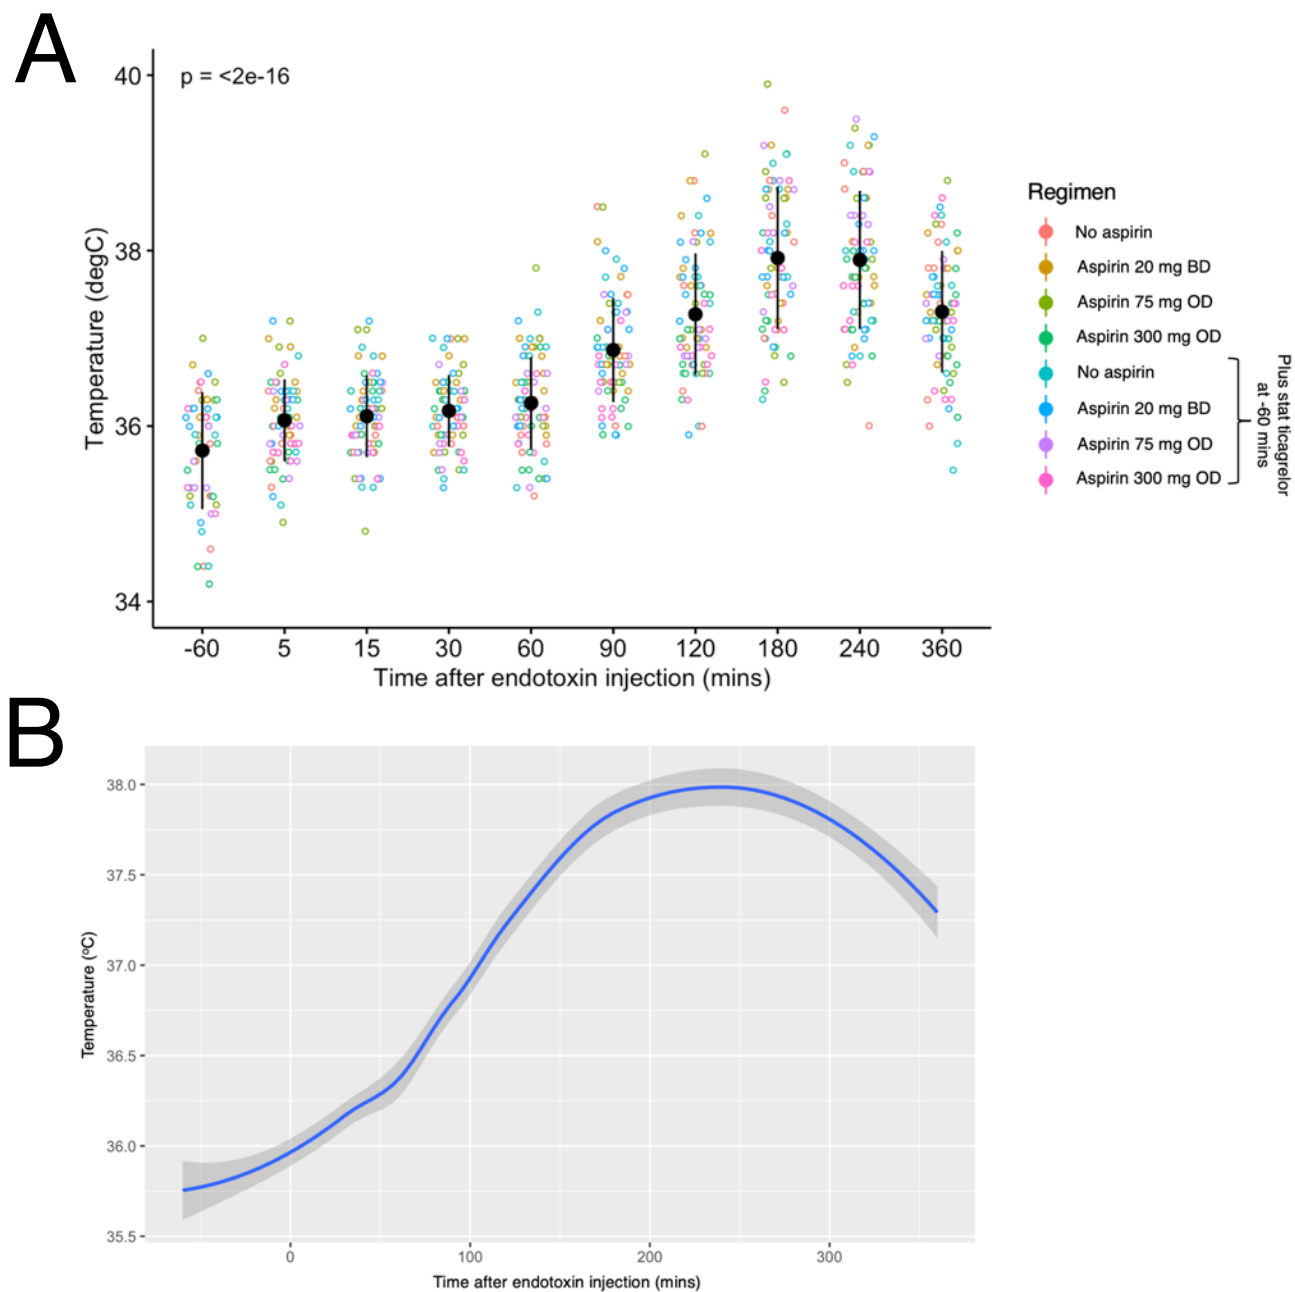 A
p = <2e-16
40
38
36
34
Temperature (degC)
-60 5 15 30 60 90 120 180 240 360
Time after endotoxin injection (mins)
Regimen
No aspirin
Aspirin 20 mg BD
Aspirin 75 mg OD
Aspirin 300 mg OD
No aspirin
Aspirin 20 mg BD
Aspirin 75 mg OD
Aspirin 300 mg OD
Plus stat ticagrelor
at -60 mins
B
38.0
37.5
37.0
36.5
36.0
35.5
Temperature (ºC)
0 100 200 300
Time after endotoxin injection (mins)